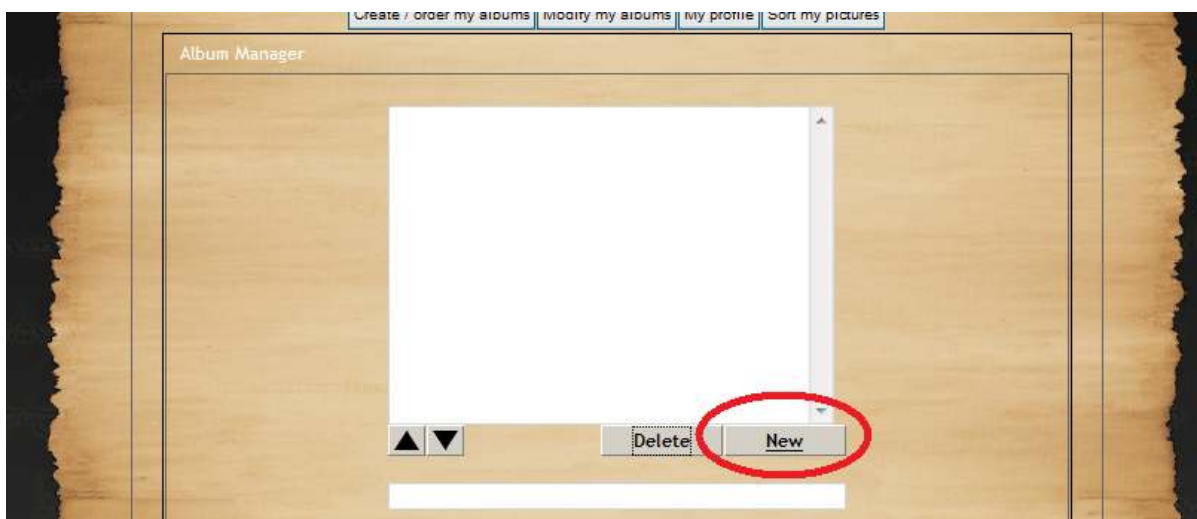 Create / order my albums Modify my albums My profile Sort my pictures
Album Manager
Delete New